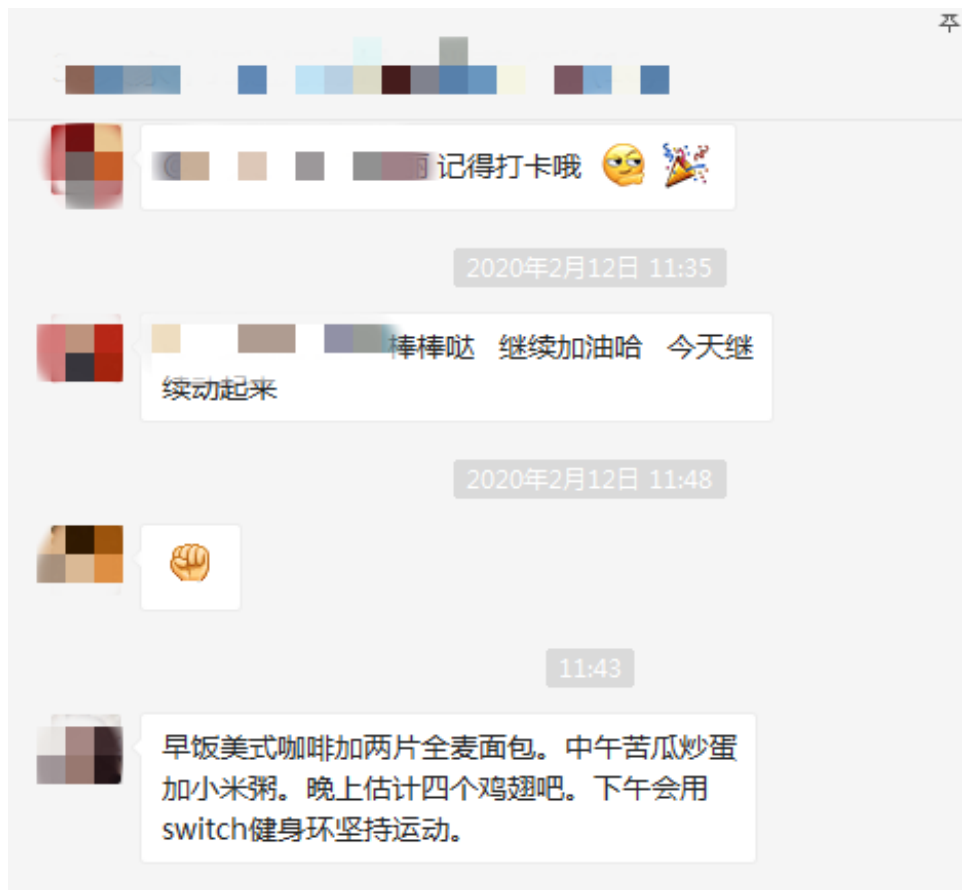 记得打卡哦
2020年2月12日 11:35
棒棒哒 继续加油哈 今天继
续动起来
2020年2月12日 11:48
11:43
早饭美式咖啡加两片全麦面包。中午苦瓜炒蛋
加小米粥。晚上估计四个鸡翅吧。下午会用
switch健身环坚持运动。